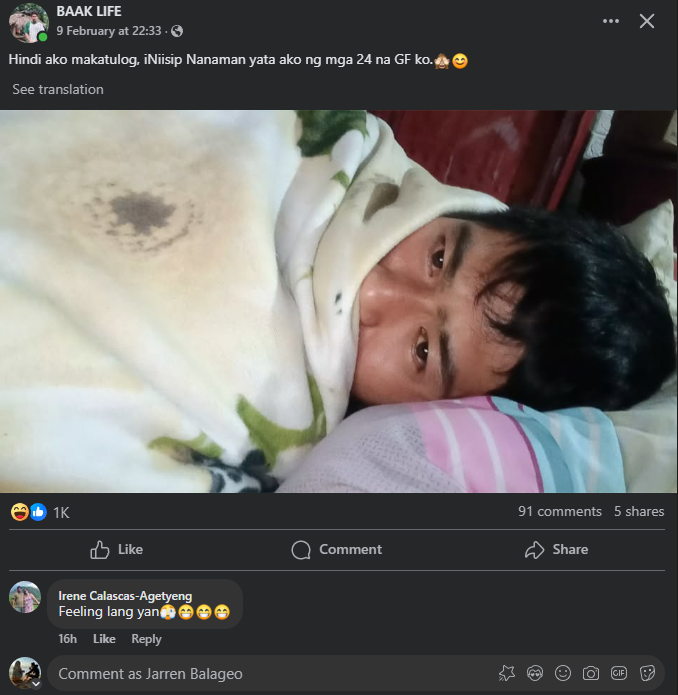 BAAK LIFE
9 February at 22:33 ·
Hindi ako makatulog, iNiisip Nanaman yata ako ng mga 24 na GF ko.🙈😊
See translation
1K
91 comments 5 shares
Like Comment Share
Irene Calascas-Agetyeng
Feeling lang yan🫣😁😁😁
16h Like Reply
Comment as Jarren Balageo
GIF